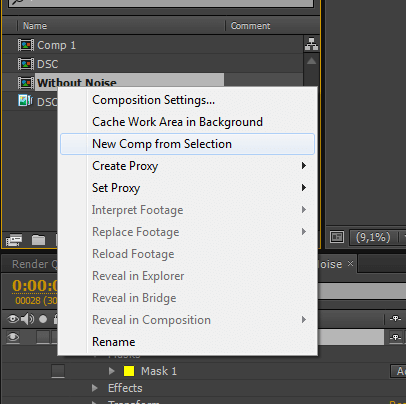 Name Comment
Comp 1
DSC
Without Noise
DSC
Composition Settings...
Cache Work Area in Background
New Comp from Selection
Create Proxy
Set Proxy
Interpret Footage
Replace Footage
Reload Footage
Reveal in Explorer
Reveal in Bridge
Reveal in Composition
Rename
(9,1%)
Render Q
oise ×
0:00:0
00028 (30
Masks
Mask 1
Effects
Transform